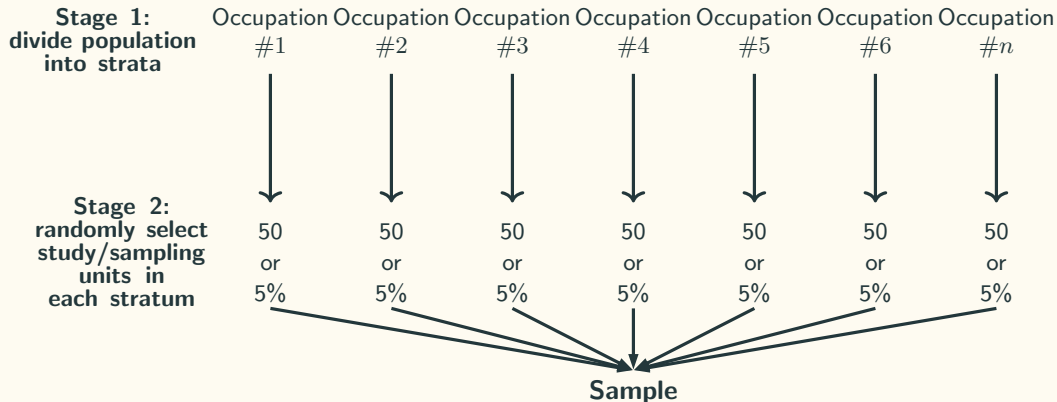 Stage 1:
divide population
into strata
Occupation Occupation Occupation Occupation Occupation Occupation Occupation
#1 #2 #3 #4 #5 #6 #n
Stage 2:
randomly select
study/sampling
units in
each stratum
50 50 50 50 50 50 50
or or or or or or or
5% 5% 5% 5% 5% 5% 5%
Sample